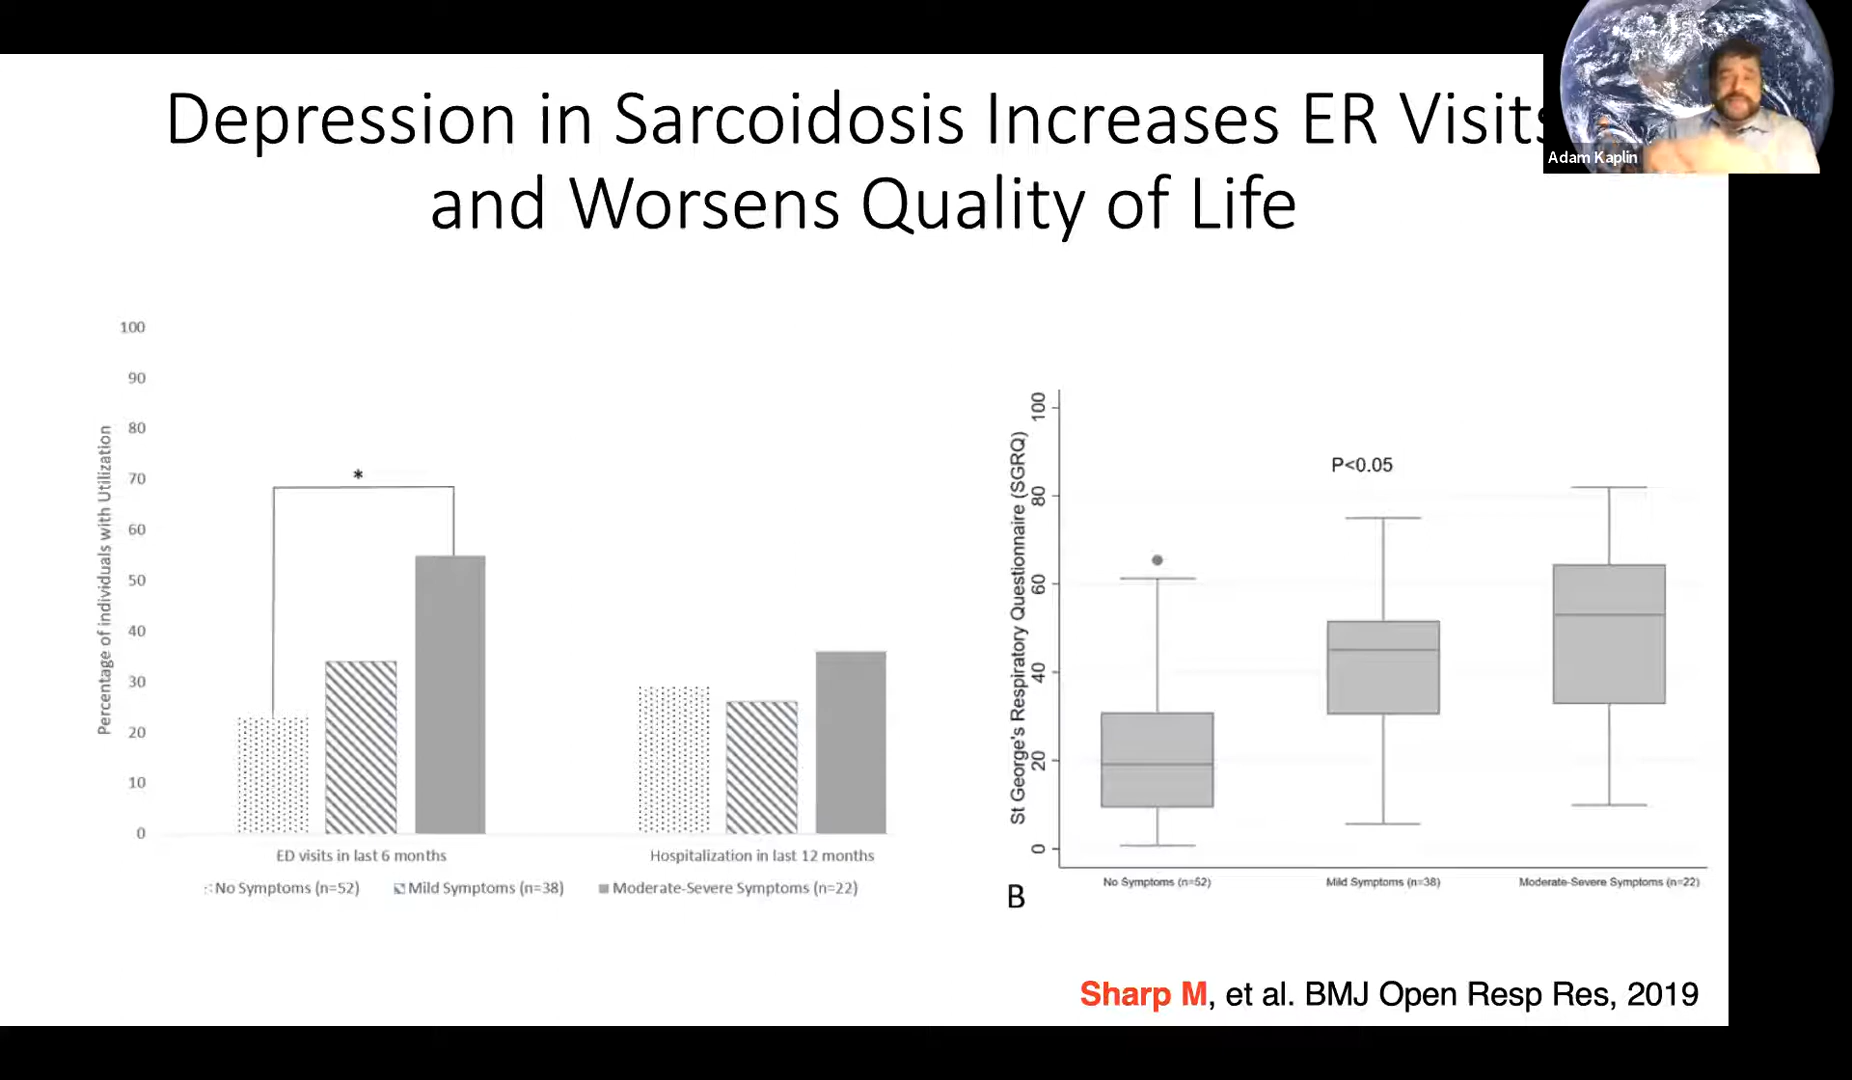 Depression in Sarcoidosis Increases ER Visits
and Worsens Quality of Life
Adam Kaplin
Percentage of individuals with Utilization
100
90
80
70
60
50
40
30
20
10
0
*
ED visits in last 6 months
Hospitalization in last 12 months
No Symptoms (n=52)
Mild Symptoms (n=38)
Moderate-Severe Symptoms (n=22)
St George's Respiratory Questionnaire (SGRQ)
100
80
60
40
20
0
P<0.05
No Symptoms (n=52)
Mild Symptoms (n=38)
Moderate-Severe Symptoms (n=22)
B
Sharp M, et al. BMJ Open Resp Res, 2019